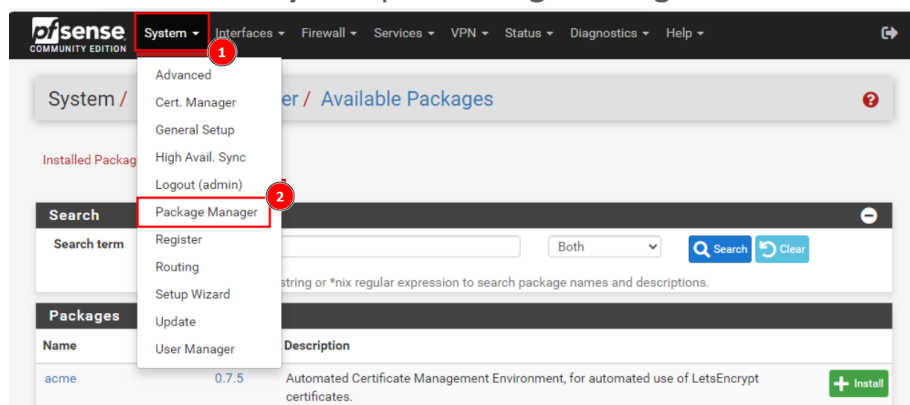 pfsense System Interfaces Firewall Services VPN Status Diagnostics Help
COMMUNITY EDITION
1
Advanced
System / er / Available Packages
Cert. Manager
General Setup
Installed Packag
High Avail. Sync
Logout (admin)
2
Package Manager
Search
Register
Search term Both Search Clear
Routing
string or *nix regular expression to search package names and descriptions.
Setup Wizard
Packages
Update
User Manager
Name Description
acme 0.7.5 Automated Certificate Management Environment, for automated use of LetsEncrypt
certificates.
Install